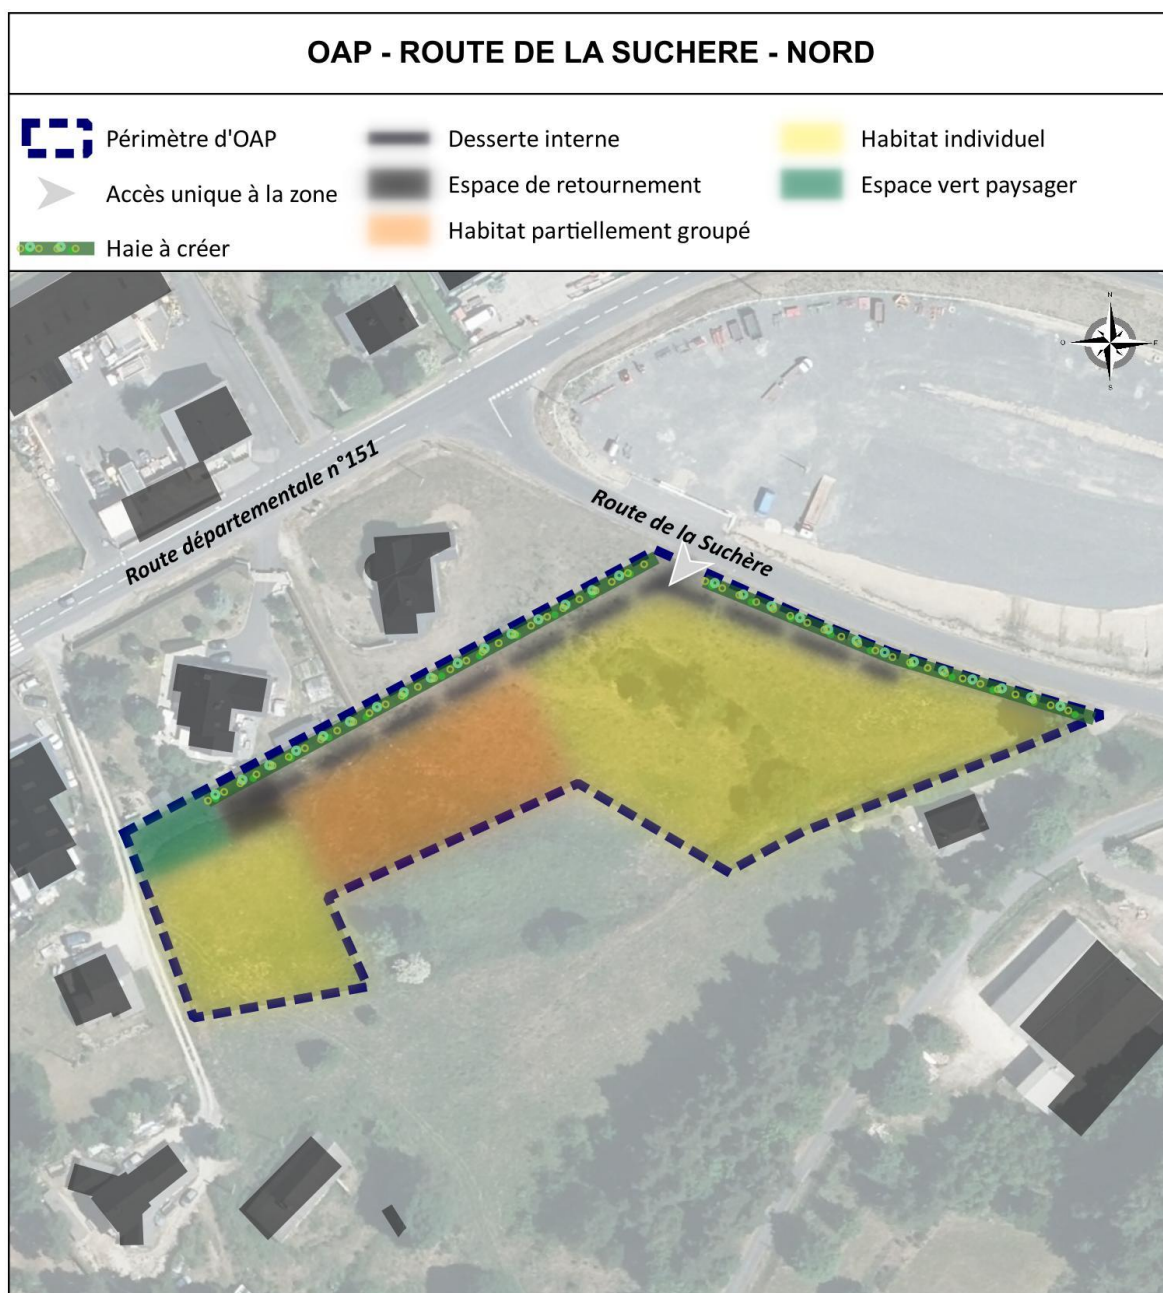 OAP - ROUTE DE LA SUCHERE - NORD
Périmètre d'OAP
Accès unique à la zone
Haie à créer
Desserte interne
Espace de retournement
Habitat partiellement groupé
Habitat individuel
Espace vert paysager
N
O
E
S
Route départementale n°151
Route de la Suchère